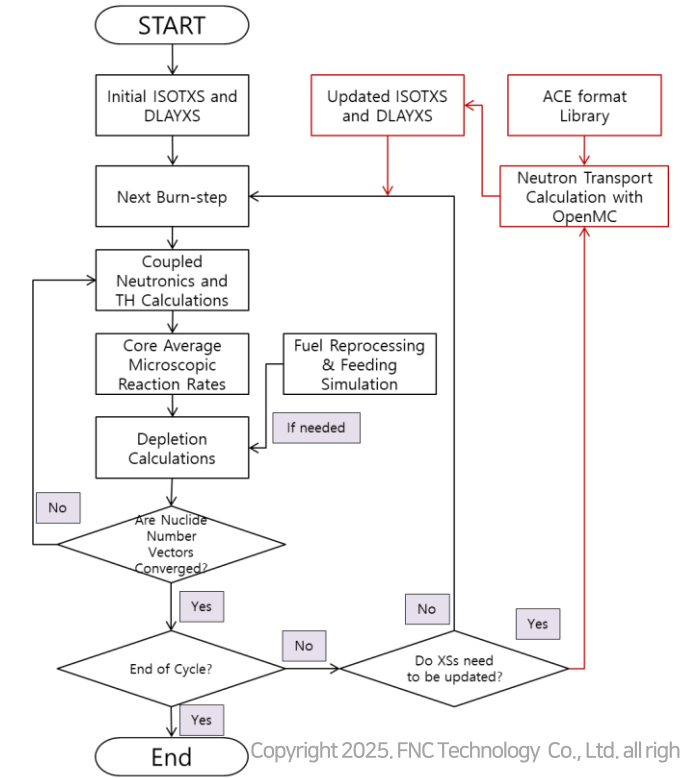 START
Initial ISOTXS and
DLAYXS
Updated ISOTXS
and DLAYXS
ACE format
Library
Next Burn-step
Neutron Transport
Calculation with
OpenMC
Coupled
Neutronics and
TH Calculations
Core Average
Microscopic
Reaction Rates
Fuel Reprocessing
& Feeding
Simulation
If needed
Depletion
Calculations
No
Are Nuclide
Number
Vectors
Converged?
Yes
No
Yes
No
End of Cycle?
Do XSs need
to be updated?
Yes
End
Copyright 2025. FNC Technology Co., Ltd. all righ